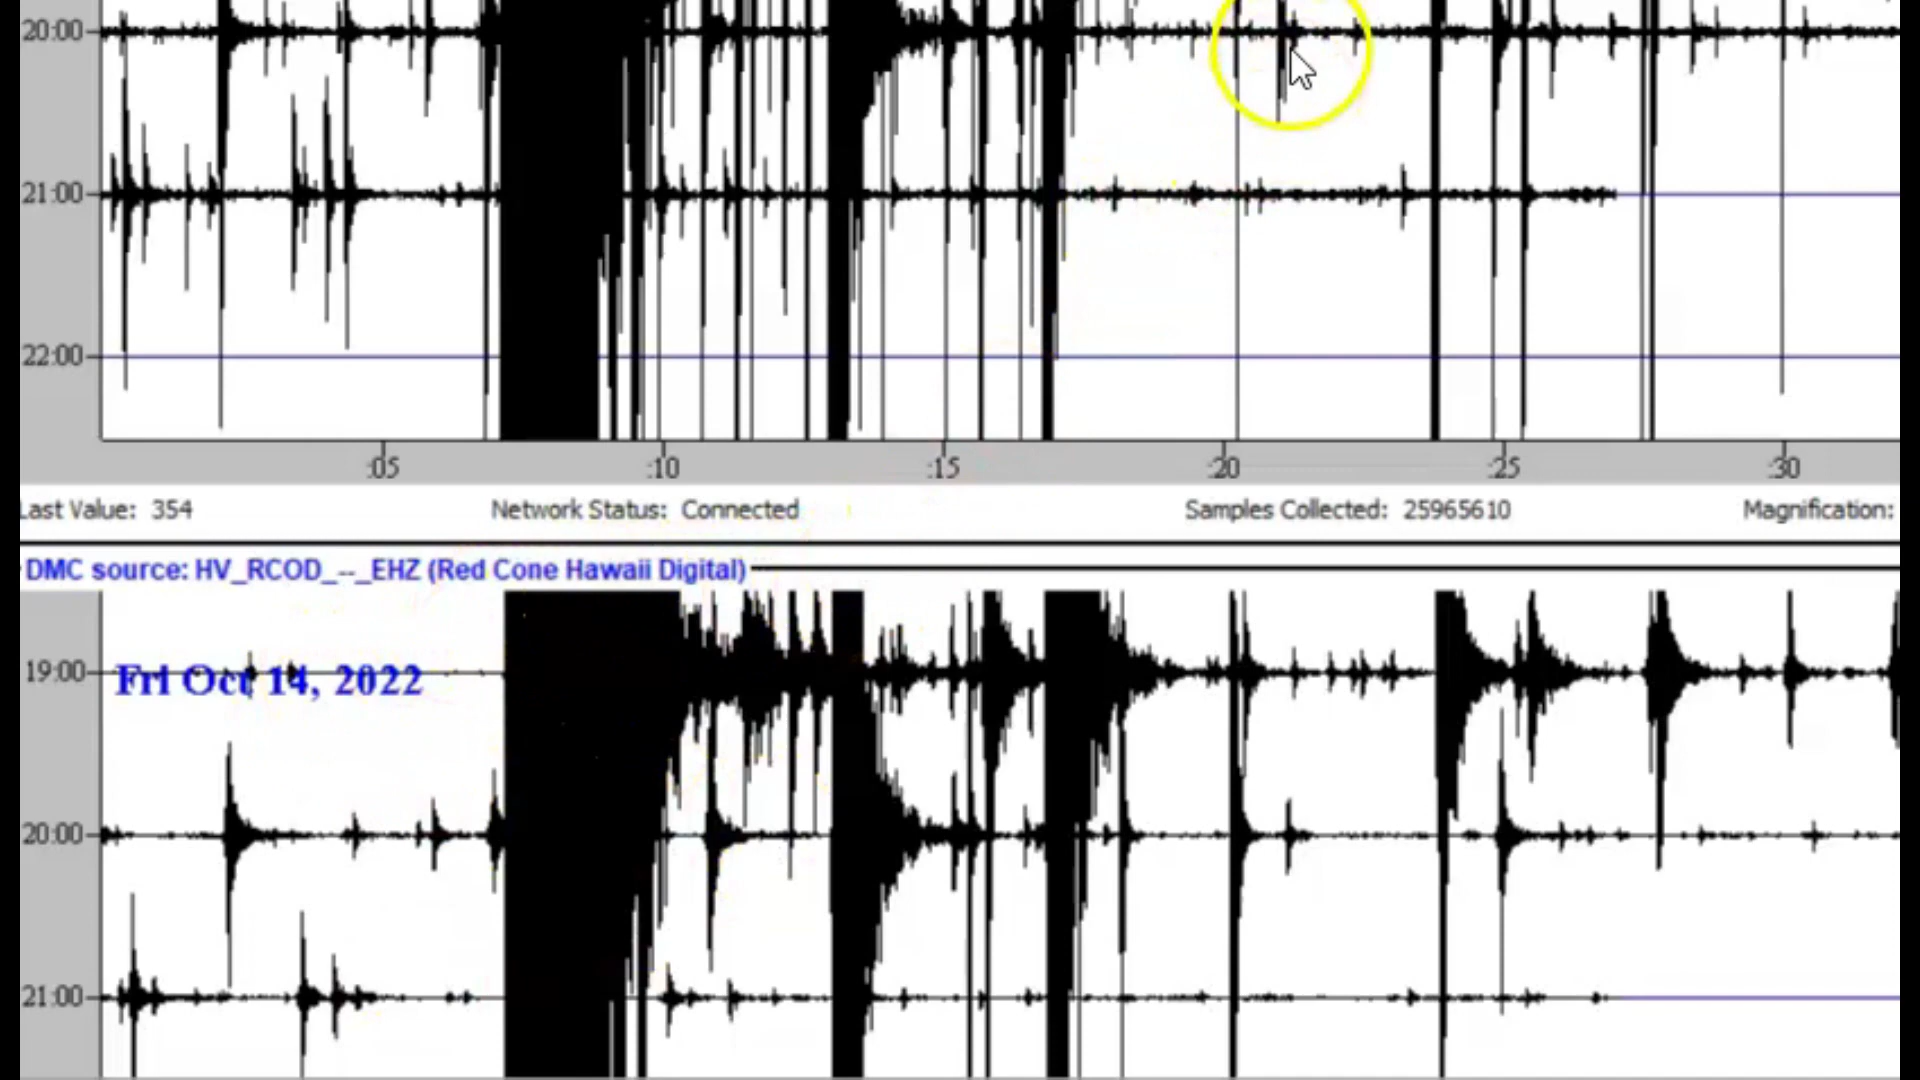 20:00
21:00
22:00
:05 :10 :15 :20 :25 :30
Last Value: 354 Network Status: Connected Samples Collected: 25965610 Magnification:
DMC source: HV_RCOD_--_EHZ (Red Cone Hawaii Digital)
19:00
Fri Oct 14, 2022
20:00
21:00